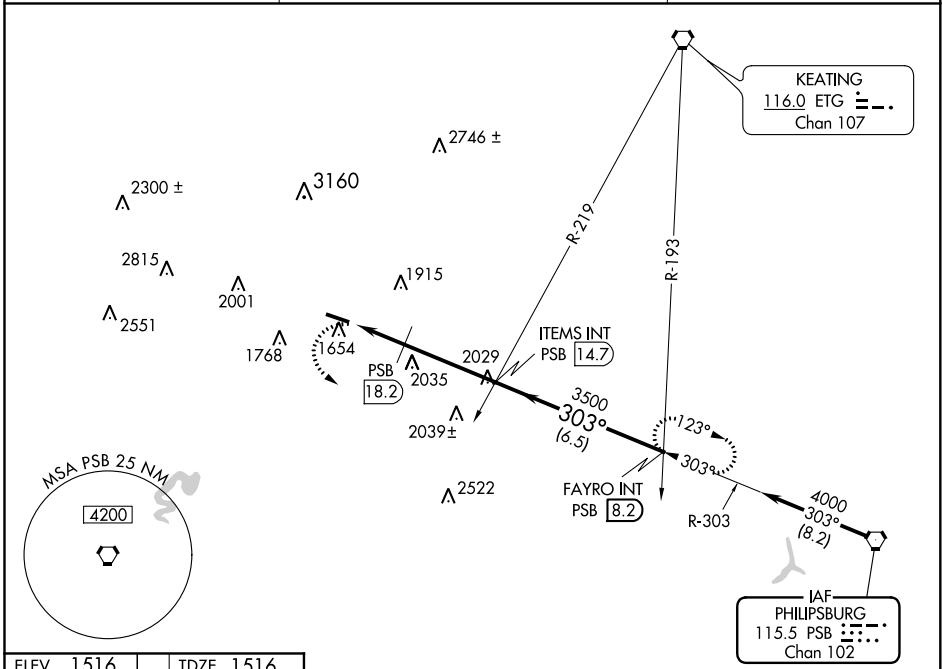 KEATING
116.0 ETG
Chan 107
2746 ±
3160
2300 ±
R-219
R-193
2815
1915
2001
2551
ITEMS INT
PSB 14.7
1768
1654
PSB
18.2
2035
2029
3500
303°
(6.5)
2039±
123°
303°
MSA PSB 25 NM
4200
2522
FAYRO INT
PSB 8.2
R-303
4000
303°
(8.2)
IAF
PHILIPSBURG
115.5 PSB
Chan 102
ELEV 1516 TDZE 1516